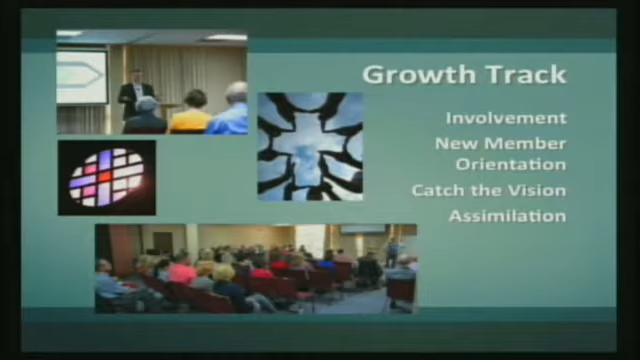 Growth Track
Involvement
New Member
Orientation
Catch the Vision
Assimilation